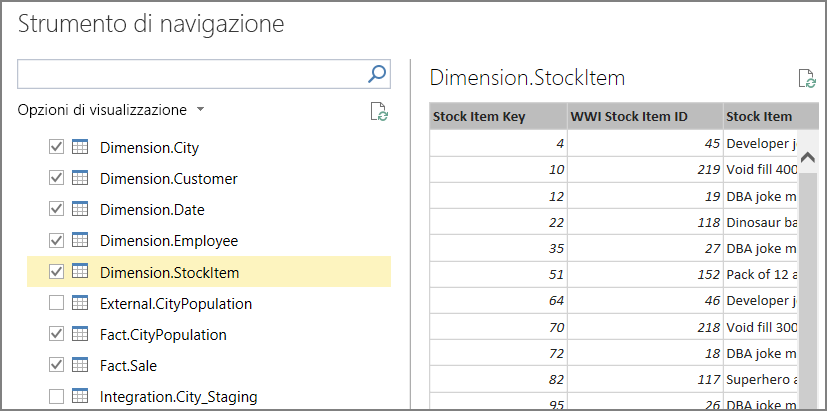 Strumento di navigazione
Opzioni di visualizzazione
Dimension.City
Dimension.Customer
Dimension.Date
Dimension.Employee
Dimension.StockItem
External.CityPopulation
Fact.CityPopulation
Fact.Sale
Integration.City_Staging
Dimension.StockItem
Stock Item Key WWI Stock Item ID Stock Item
4 45 Developer j
10 219 Void fill 400
12 19 DBA joke m
22 118 Dinosaur ba
35 27 DBA joke m
51 152 Pack of 12 a
64 46 Developer j
70 218 Void fill 300
72 18 DBA joke m
82 117 Superhero a
95 26 DBA joke m